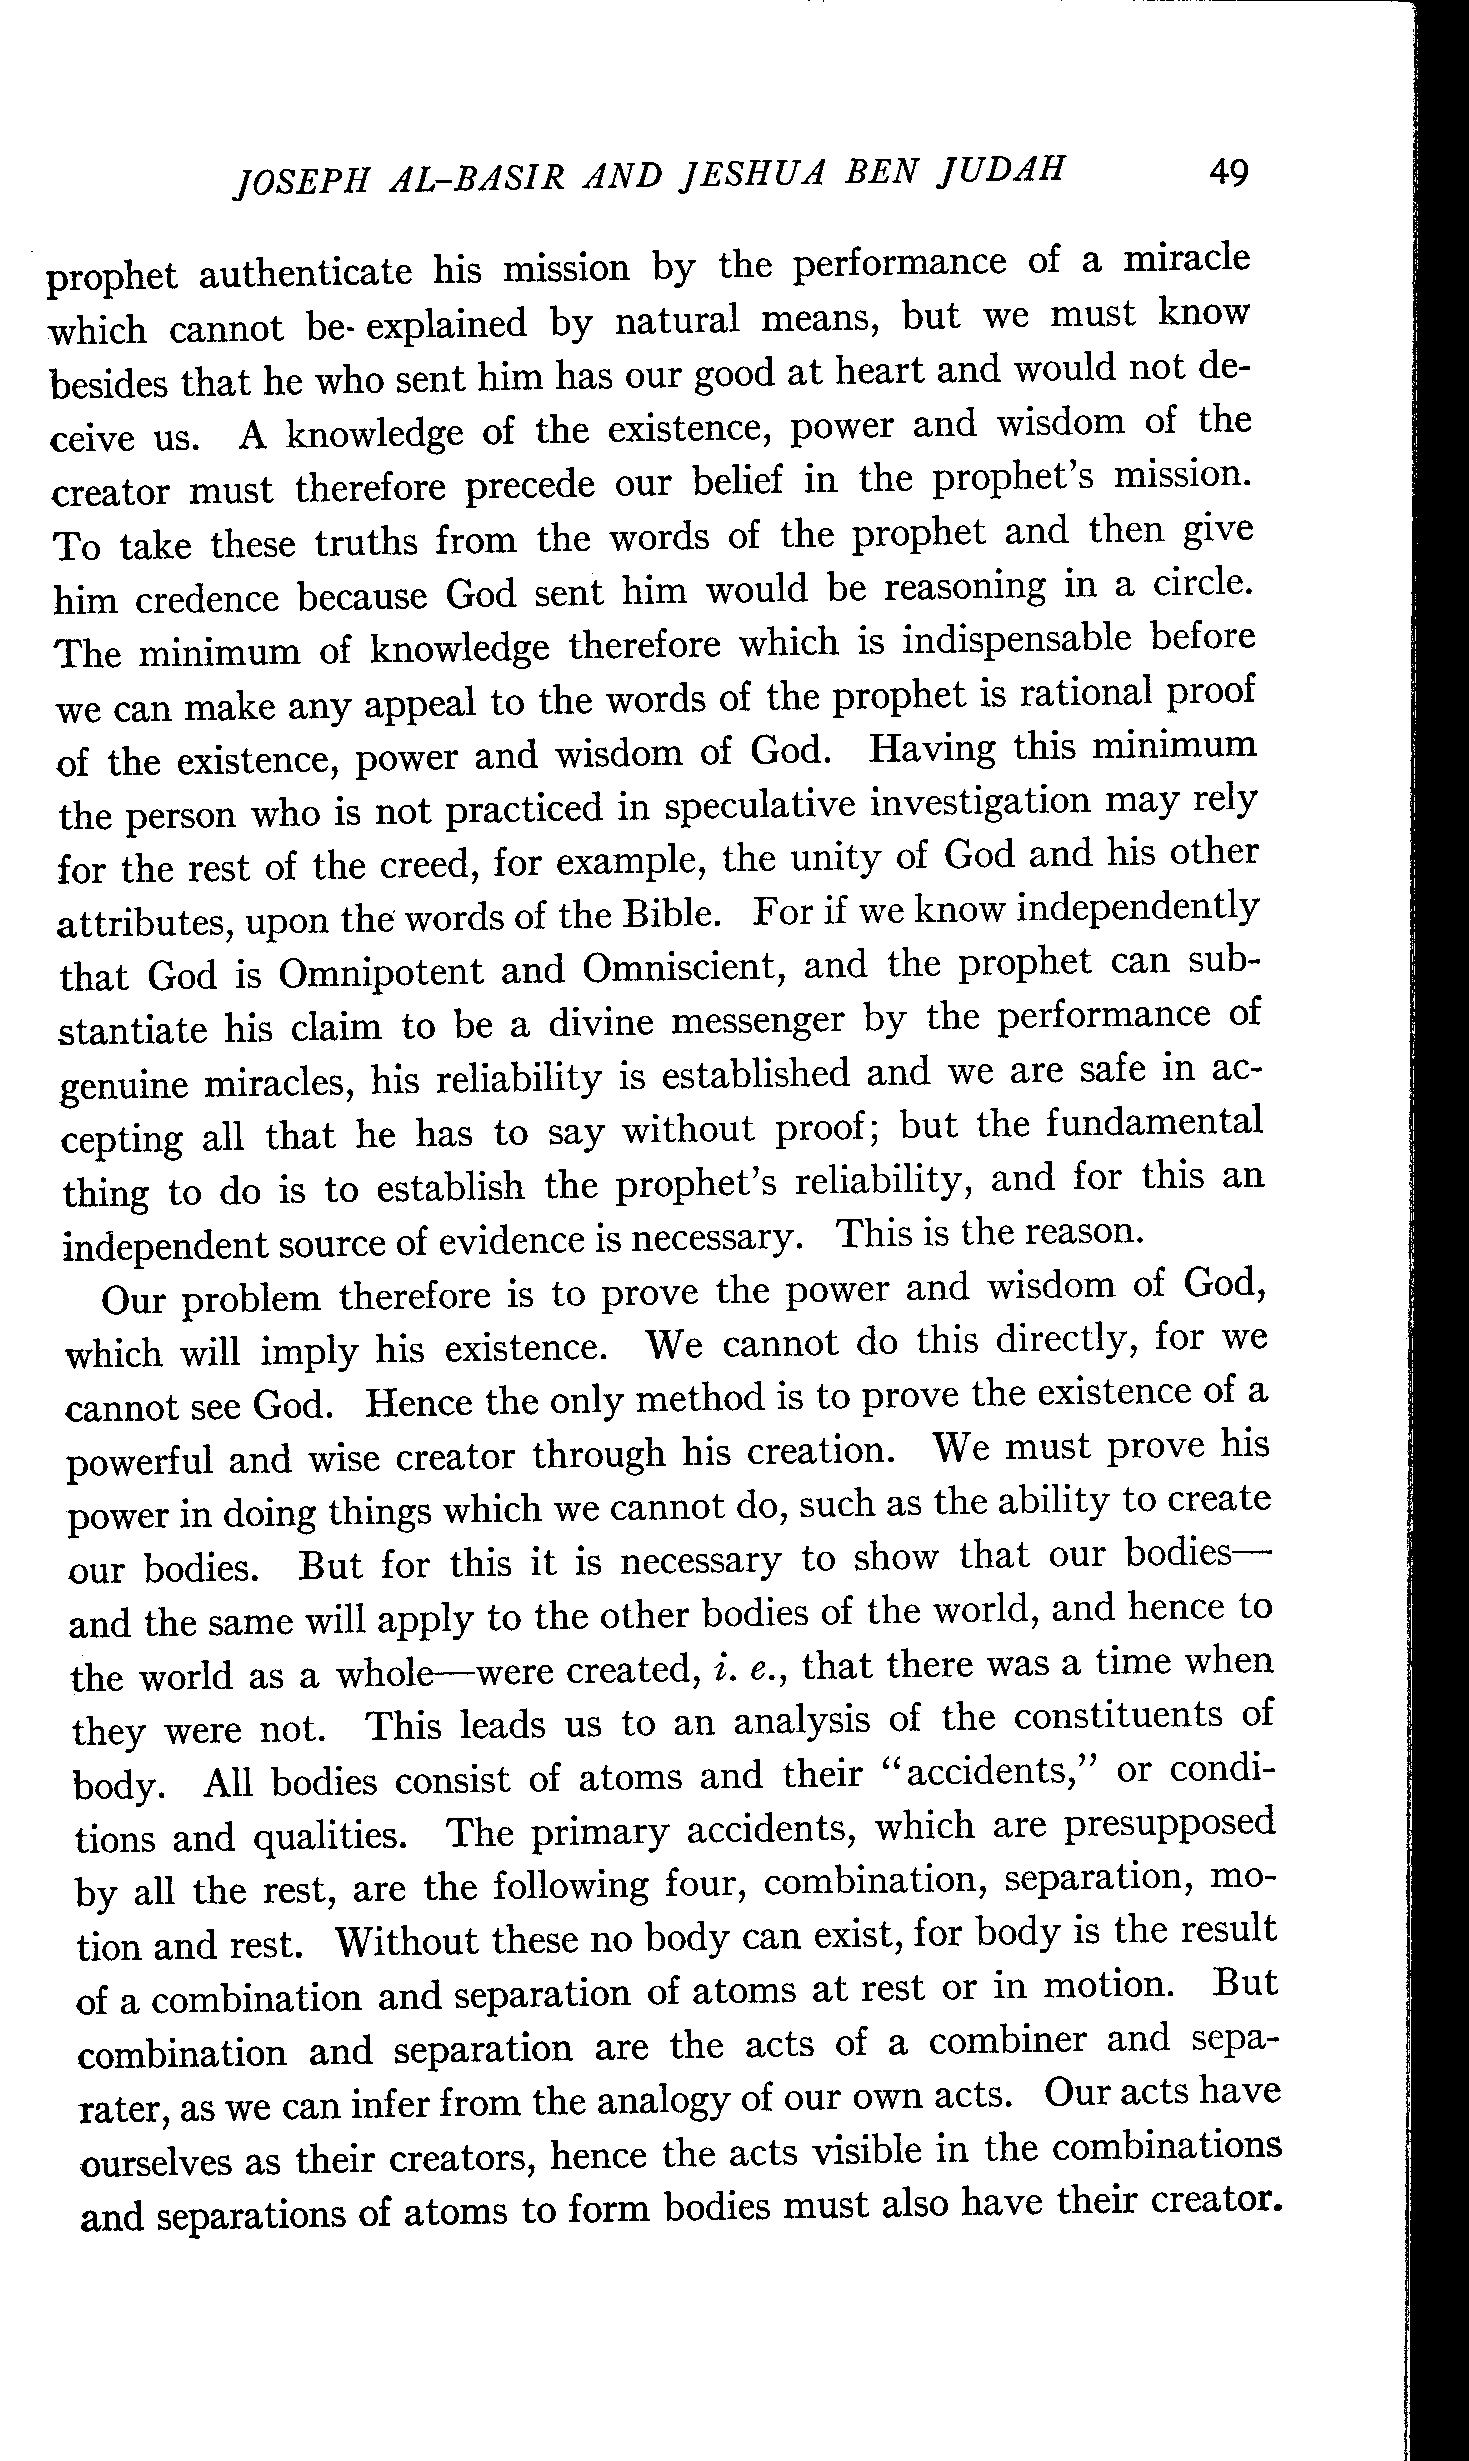 JOSEPH AL-BASIR AND JESHUA BEN JUDAH 49
prophet authenticate his mission by the performance of a miracle
which cannot be- explained by natural means, but we must know
besides that he who sent him has our good at heart and would not de-
ceive us. A knowledge of the existence, power and wisdom of the
creator must therefore precede our belief in the prophet's mission.
To take these truths from the words of the prophet and then give
him credence because God sent him would be reasoning in a circle.
The minimum of knowledge therefore which is indispensable before
we can make any appeal to the words of the prophet is rational proof
of the existence, power and wisdom of God. Having this minimum
the person who is not practiced in speculative investigation may rely
for the rest of the creed, for example, the unity of God and his other
attributes, upon the words of the Bible. For if we know independently
that God is Omnipotent and Omniscient, and the prophet can sub-
stantiate his claim to be a divine messenger by the performance of
genuine miracles, his reliability is established and we are safe in ac-
cepting all that he has to say without proof; but the fundamental
thing to do is to establish the prophet's reliability, and for this an
independent source of evidence is necessary. This is the reason.
Our problem therefore is to prove the power and wisdom of God,
which will imply his existence. We cannot do this directly, for we
cannot see God. Hence the only method is to prove the existence of a
powerful and wise creator through his creation. We must prove his
power in doing things which we cannot do, such as the ability to create
our bodies. But for this it is necessary to show that our bodies—
and the same will apply to the other bodies of the world, and hence to
the world as a whole—were created, i. e., that there was a time when
they were not. This leads us to an analysis of the constituents of
body. All bodies consist of atoms and their "accidents," or condi-
tions and qualities. The primary accidents, which are presupposed
by all the rest, are the following four, combination, separation, mo-
tion and rest. Without these no body can exist, for body is the result
of a combination and separation of atoms at rest or in motion. But
combination and separation are the acts of a combiner and sepa-
rater, as we can infer from the analogy of our own acts. Our acts have
ourselves as their creators, hence the acts visible in the combinations
and separations of atoms to form bodies must also have their creator.